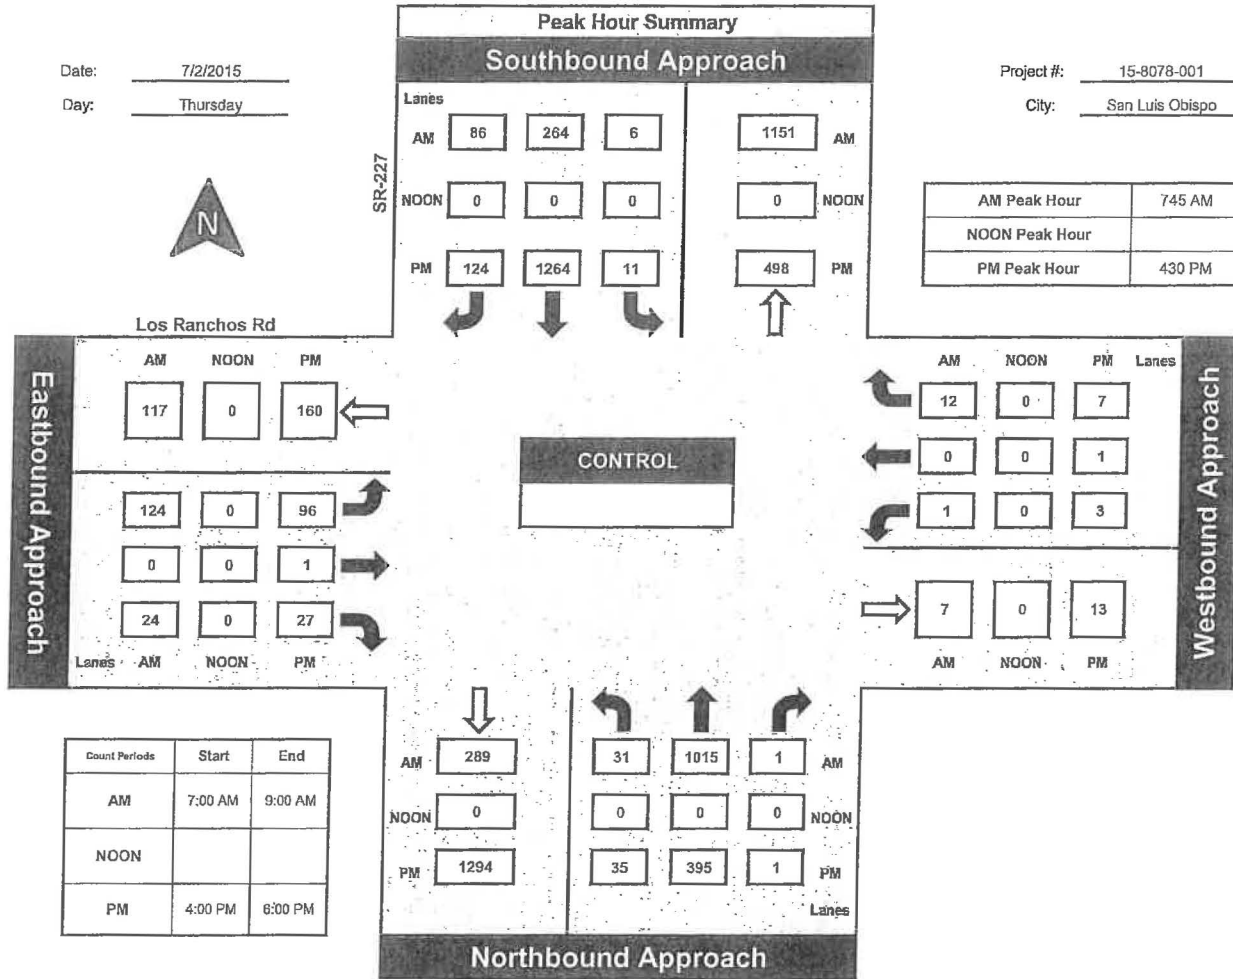 Peak Hour Summary
Southbound Approach
Date: 7/2/2015
Day: Thursday
Project #: 15-8078-001
City: San Luis Obispo
N
SR-227
Lanes
AM 86 264 6 1151 AM
NOON 0 0 0 0 NOON
PM 124 1264 11 498 PM
AM Peak Hour 745 AM
NOON Peak Hour
PM Peak Hour 430 PM
Los Ranchos Rd
Eastbound Approach
AM NOON PM
117 0 160
124 0 96
0 0 1
24 0 27
Lanes AM NOON PM
CONTROL
AM NOON PM Lanes
12 0 7
0 0 1
1 0 3
7 0 13
AM NOON PM
Westbound Approach
Count Periods Start End
AM 7:00 AM 9:00 AM
NOON
PM 4:00 PM 6:00 PM
AM 289 31 1015 1 AM
NOON 0 0 0 0 NOON
PM 1294 35 395 1 PM
Lanes
Northbound Approach